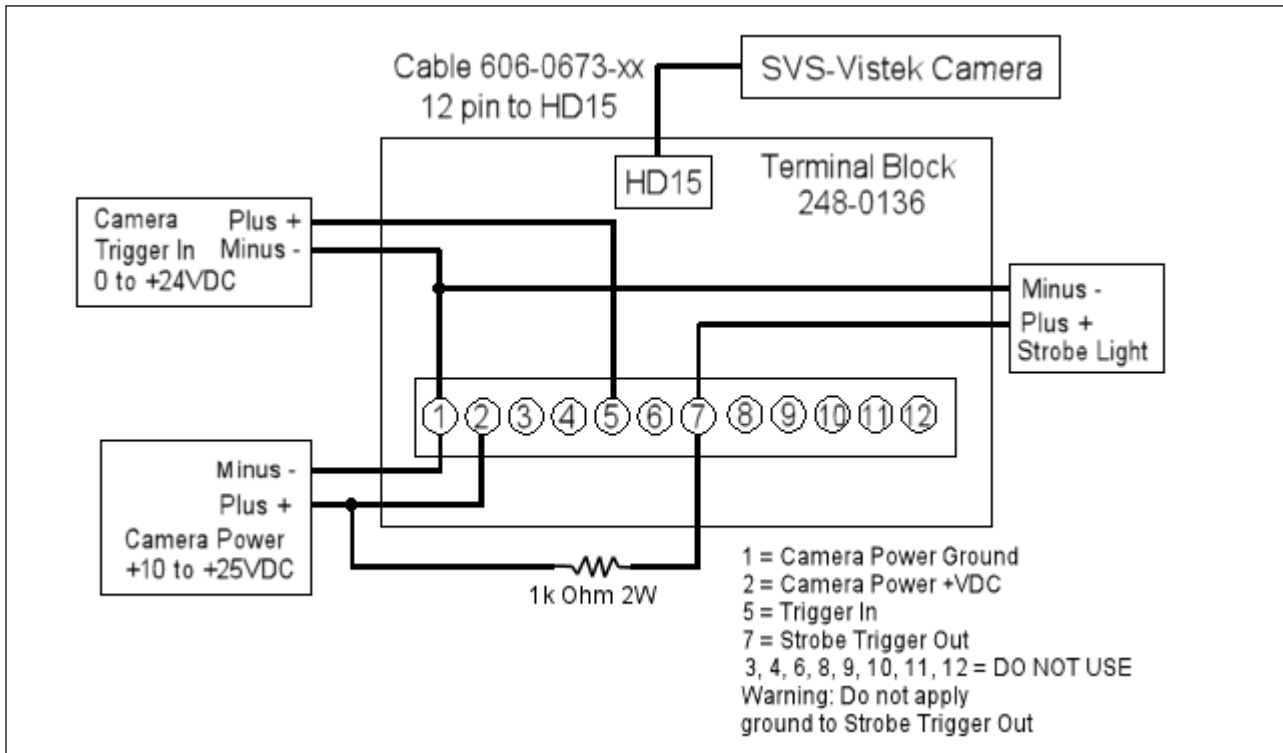 Cable 606-0673-xx
12 pin to HD15
SVS-Vistek Camera
HD15
Terminal Block
248-0136
Camera Plus +
Trigger In Minus -
0 to +24VDC
Minus -
Plus +
Strobe Light
1 2 3 4 5 6 7 8 9 10 11 12
Minus -
Plus +
Camera Power
+10 to +25VDC
1k Ohm 2W
1 = Camera Power Ground
2 = Camera Power +VDC
5 = Trigger In
7 = Strobe Trigger Out
3, 4, 6, 8, 9, 10, 11, 12 = DO NOT USE
Warning: Do not apply
ground to Strobe Trigger Out